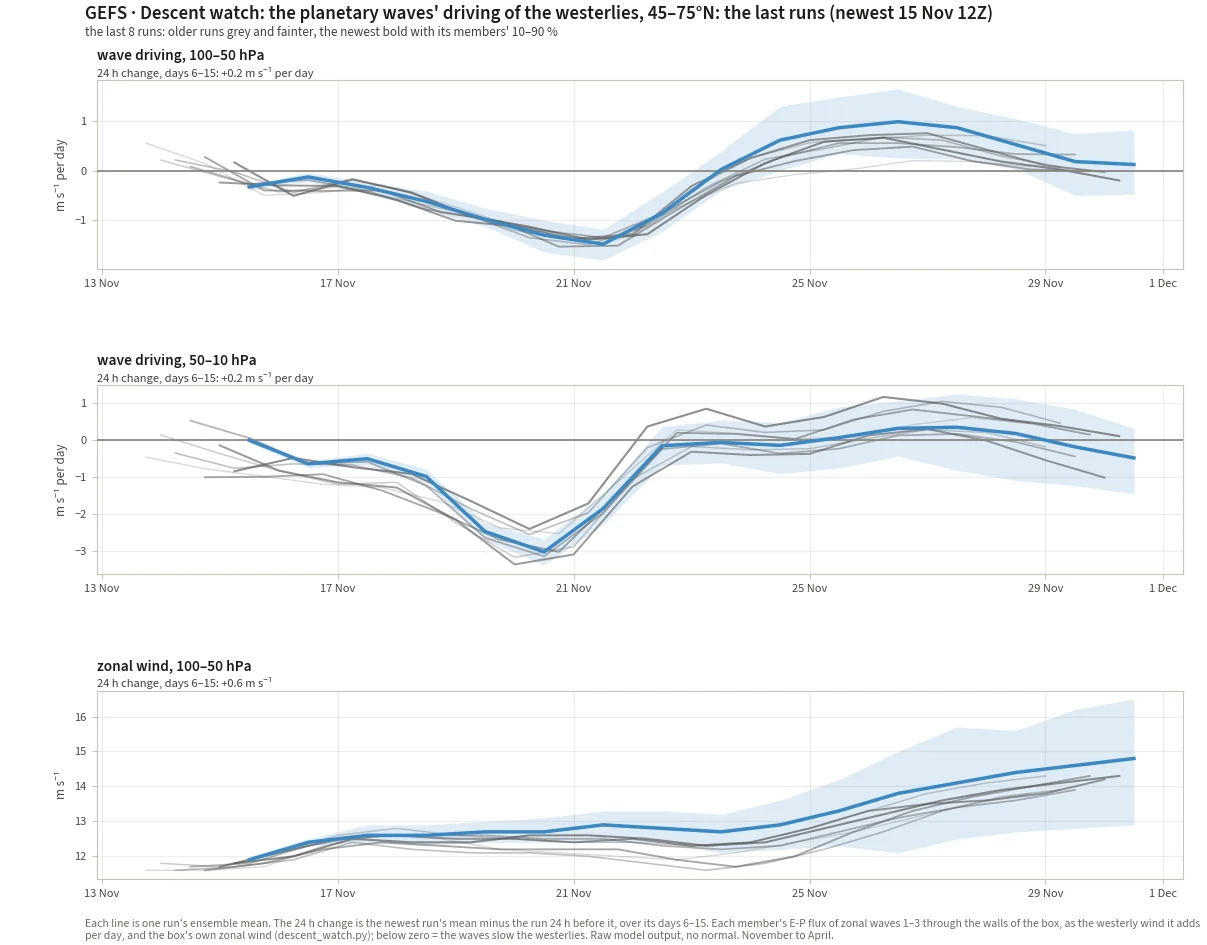 GEFS · Descent watch: the planetary waves' driving of the westerlies, 45–75°N: the last runs (newest 15 Nov 12Z)
the last 8 runs: older runs grey and fainter, the newest bold with its members' 10–90 %
wave driving, 100–50 hPa
24 h change, days 6–15: +0.2 m s⁻¹ per day
m s⁻¹ per day
1
0
−1
13 Nov 17 Nov 21 Nov 25 Nov 29 Nov 1 Dec
wave driving, 50–10 hPa
24 h change, days 6–15: +0.2 m s⁻¹ per day
m s⁻¹ per day
1
0
−1
−2
−3
13 Nov 17 Nov 21 Nov 25 Nov 29 Nov 1 Dec
zonal wind, 100–50 hPa
24 h change, days 6–15: +0.6 m s⁻¹
m s⁻¹
16
15
14
13
12
13 Nov 17 Nov 21 Nov 25 Nov 29 Nov 1 Dec
Each line is one run's ensemble mean. The 24 h change is the newest run's mean minus the run 24 h before it, over its days 6–15. Each member's E-P flux of zonal waves 1–3 through the walls of the box, as the westerly wind it adds
per day, and the box's own zonal wind (descent_watch.py); below zero = the waves slow the westerlies. Raw model output, no normal. November to April.